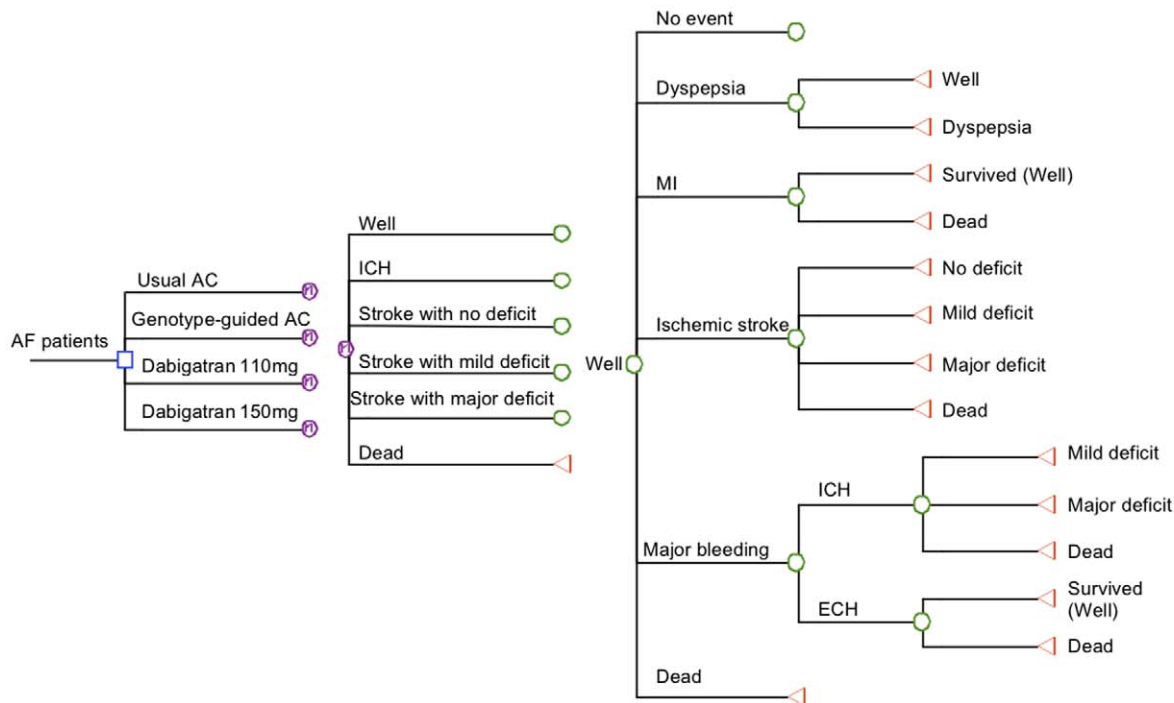 AF patients
Usual AC
Genotype-guided AC
Dabigatran 110mg
Dabigatran 150mg
M
M
M
M
M
Well
ICH
Stroke with no deficit
Stroke with mild deficit
Stroke with major deficit
Dead
Well
No event
Dyspepsia
Well
Dyspepsia
MI
Survived (Well)
Dead
Ischemic stroke
No deficit
Mild deficit
Major deficit
Dead
Major bleeding
ICH
Mild deficit
Major deficit
Dead
ECH
Survived
(Well)
Dead
Dead